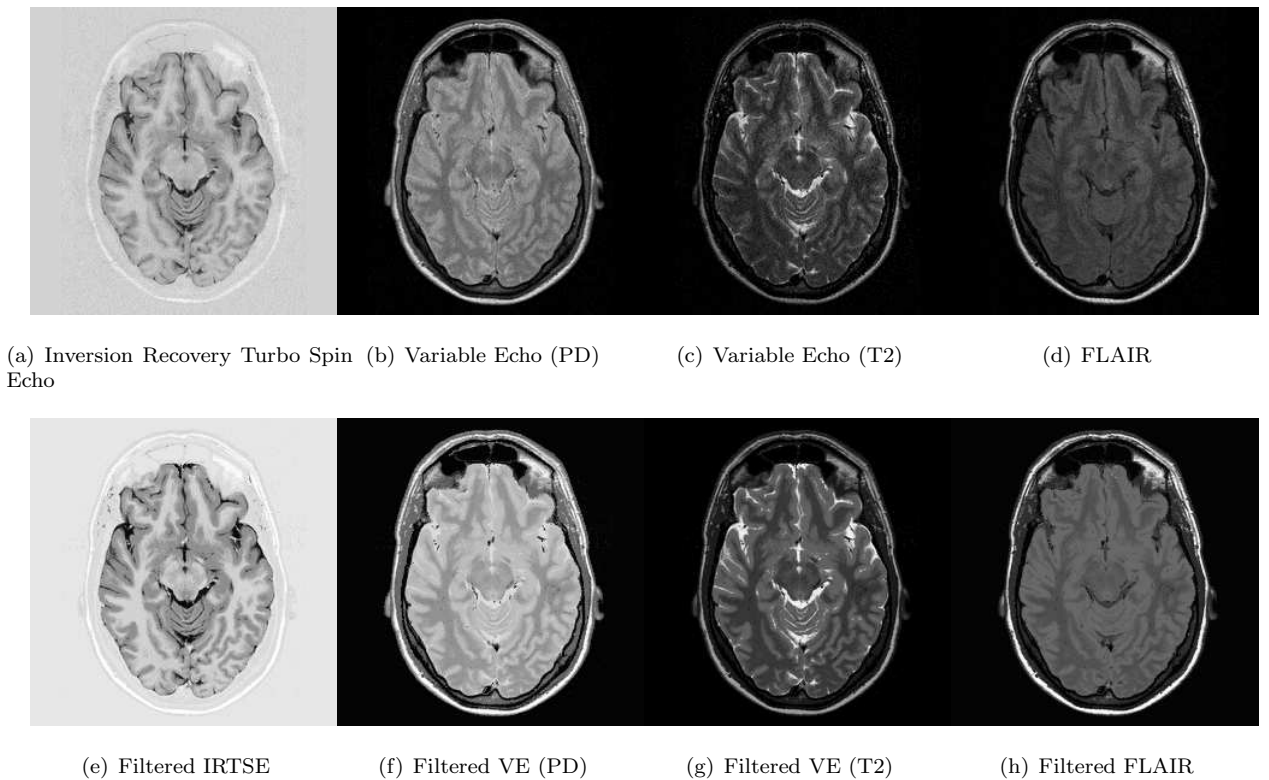 (a) Inversion Recovery Turbo Spin Echo
(b) Variable Echo (PD)
(c) Variable Echo (T2)
(d) FLAIR
(e) Filtered IRTSE
(f) Filtered VE (PD)
(g) Filtered VE (T2)
(h) Filtered FLAIR